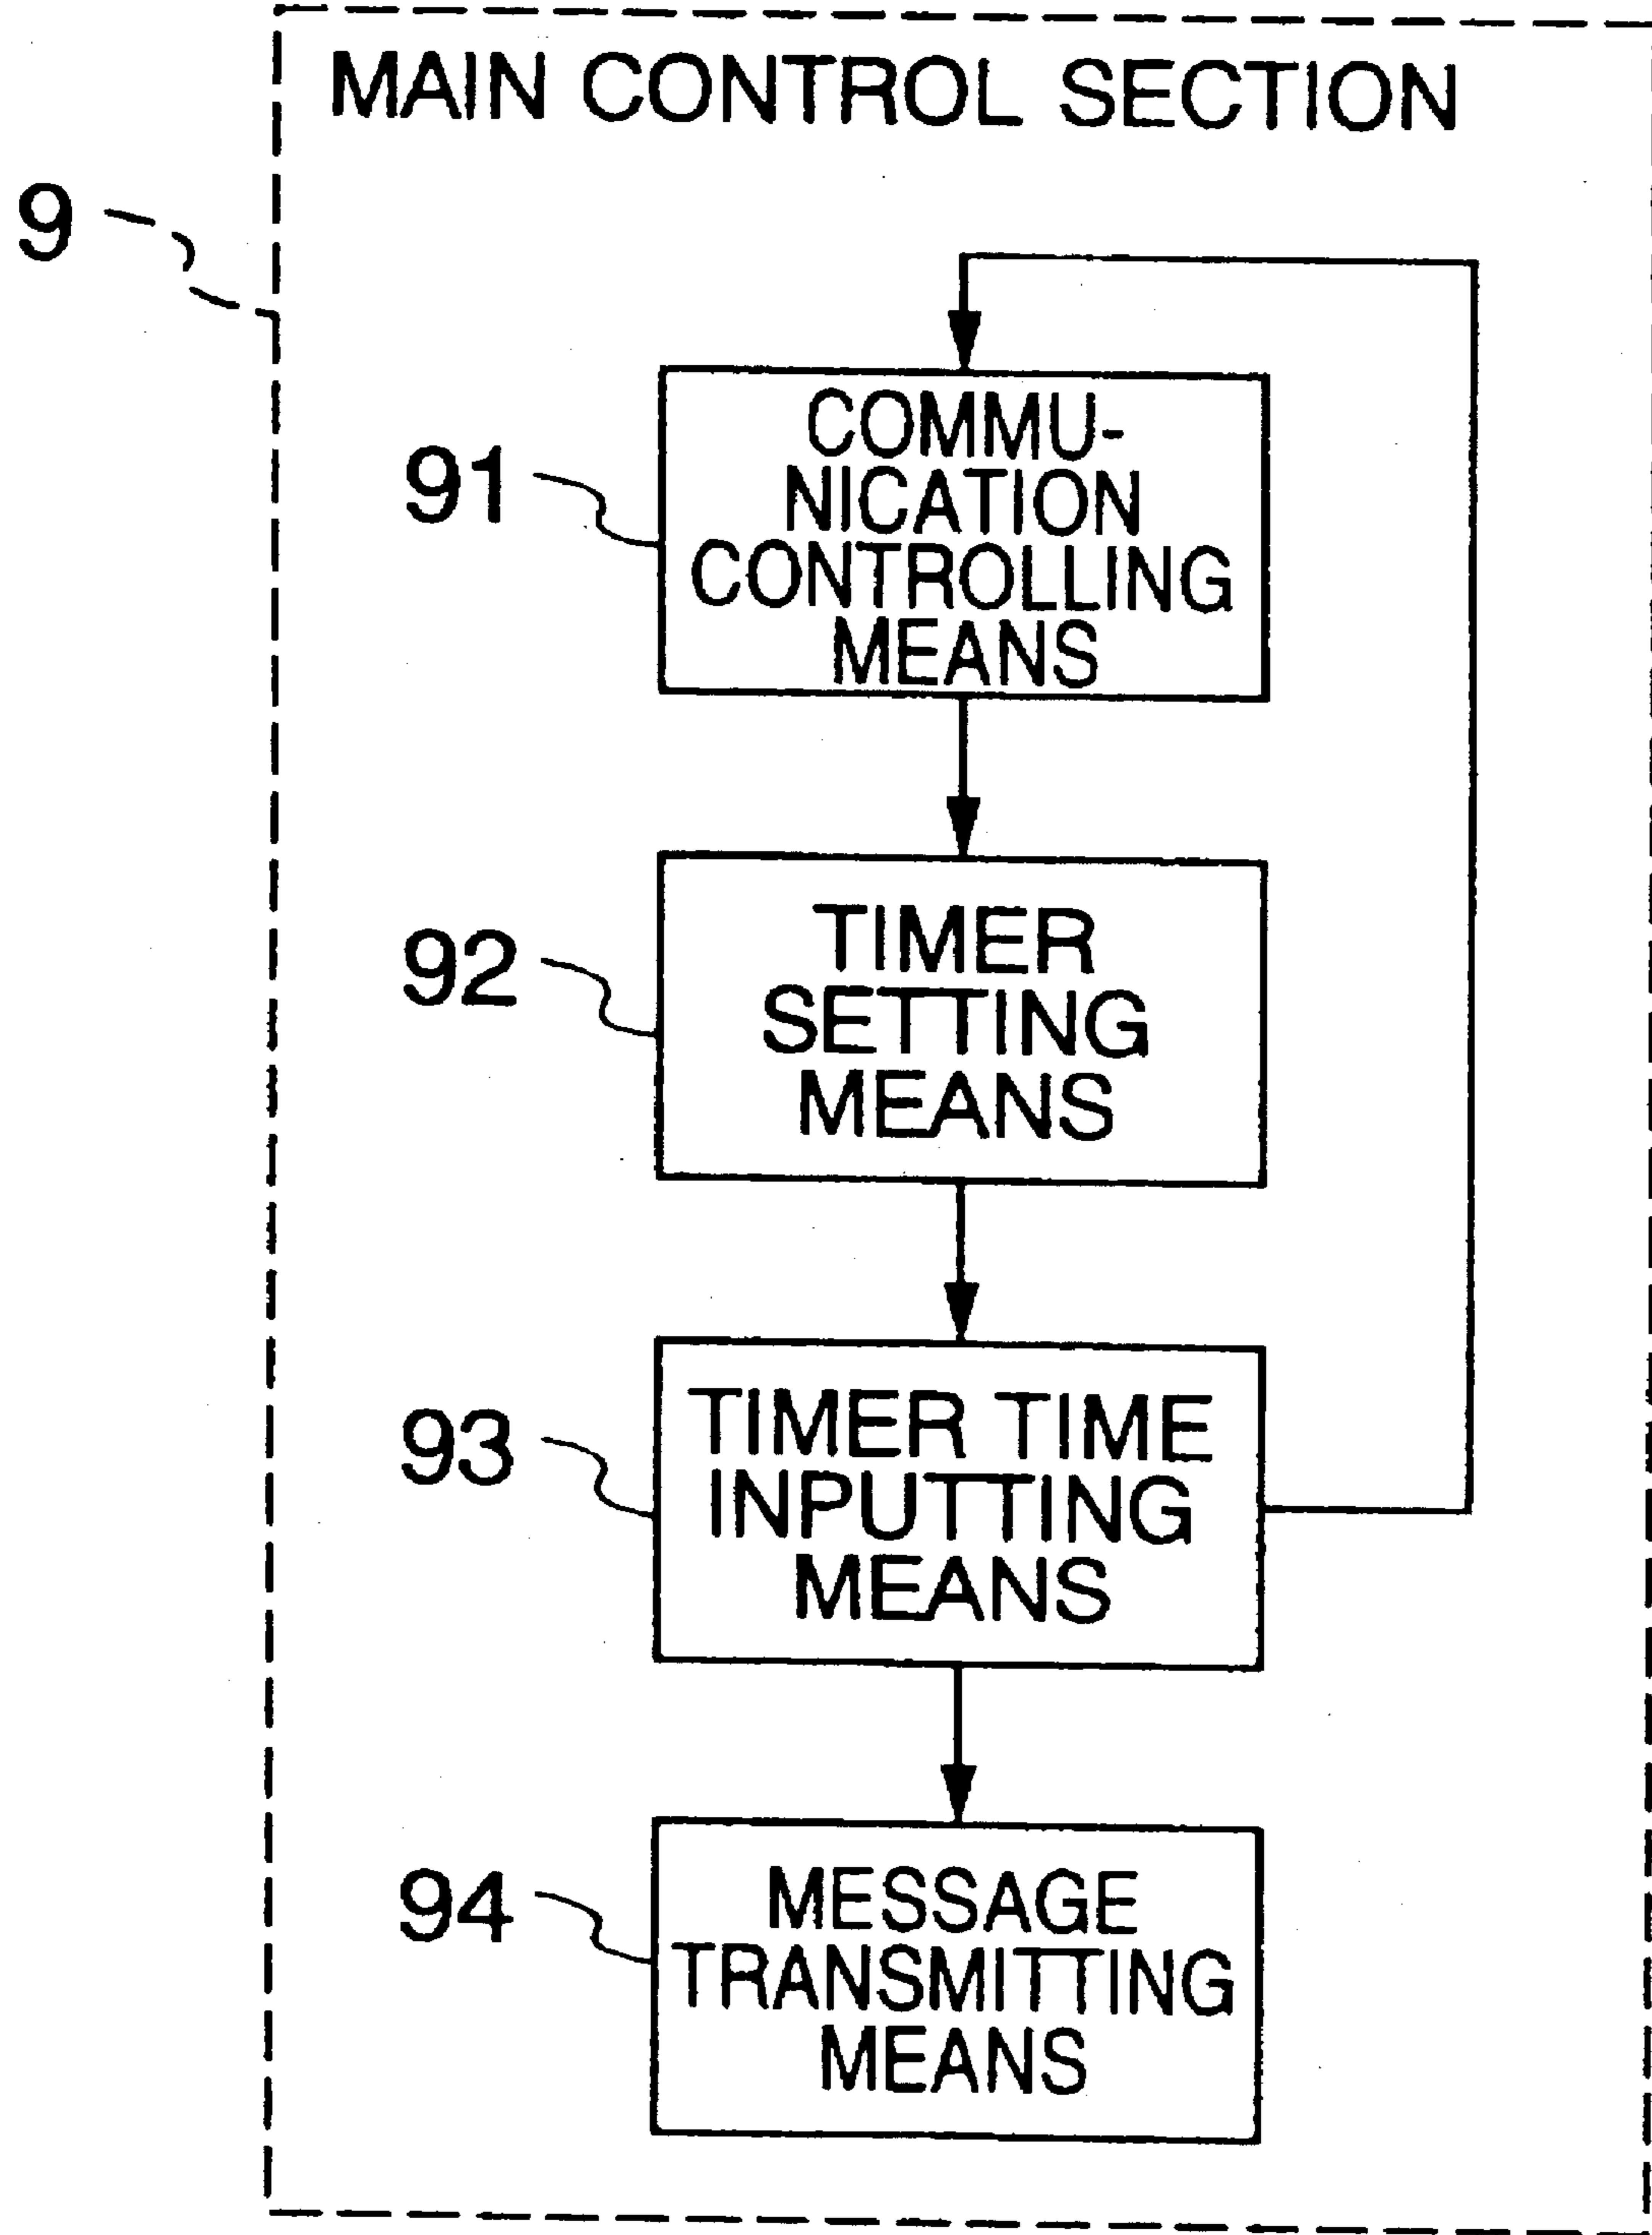 MAIN CONTROL SECTION
9
91
COMMU-
NICATION
CONTROLLING
MEANS
92
TIMER
SETTING
MEANS
93
TIMER TIME
INPUTTING
MEANS
94
MESSAGE
TRANSMITTING
MEANS